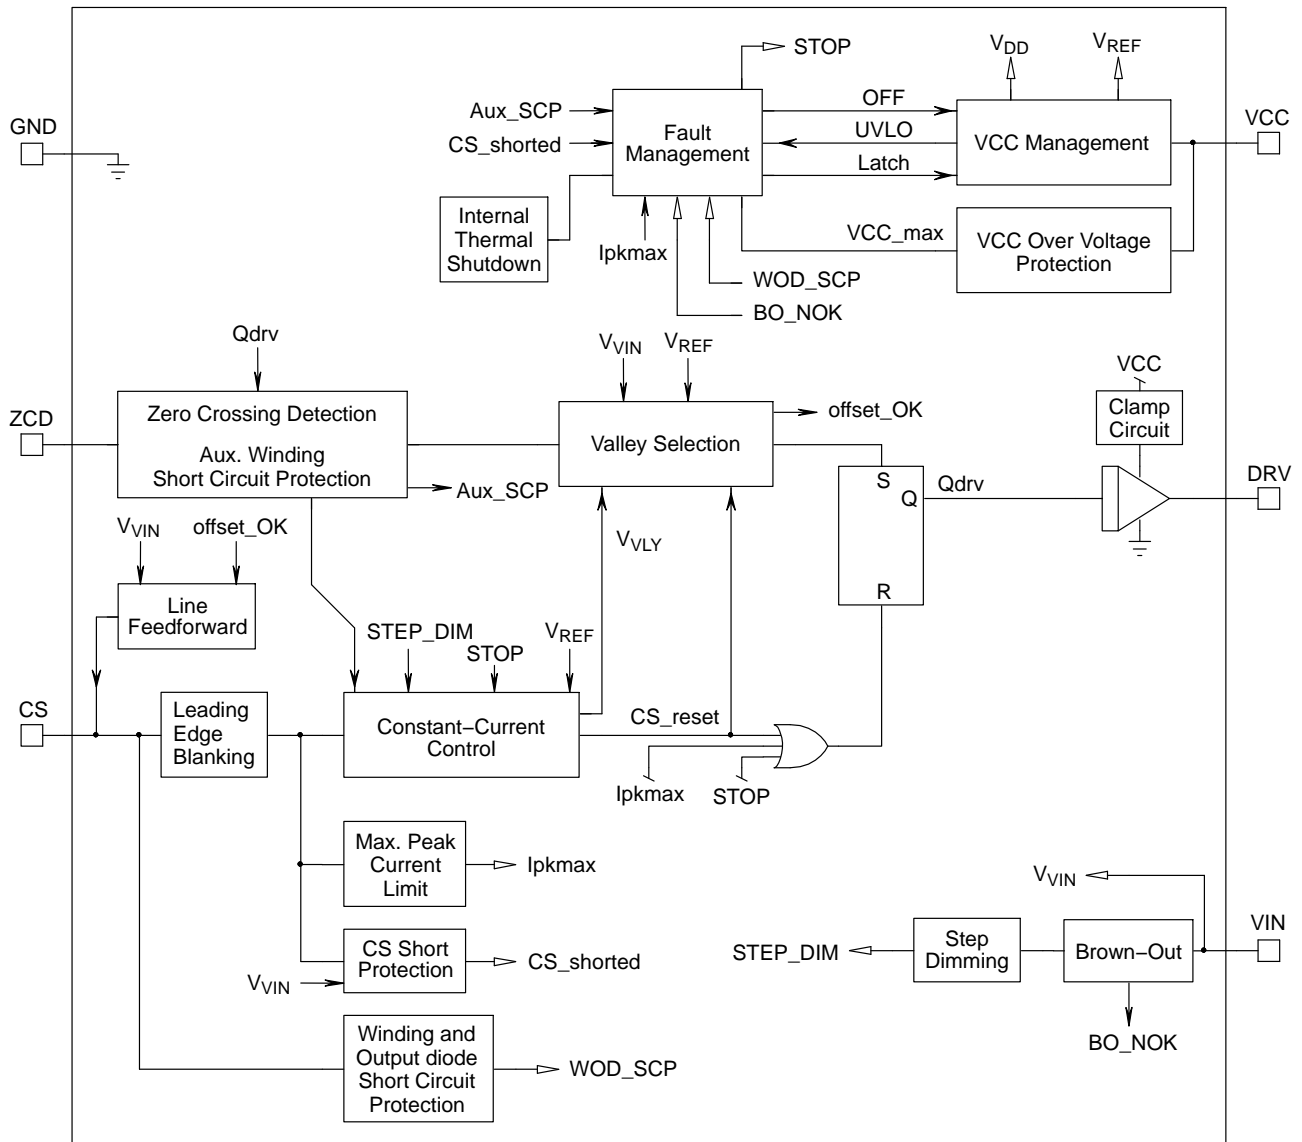 STOP
VDD
VREF
Aux_SCP
CS_shorted
Fault
Management
OFF
UVLO
Latch
VCC Management
VCC
GND
Internal
Thermal
Shutdown
Ipkmax
VCC_max
VCC Over Voltage
Protection
WOD_SCP
BO_NOK
Qdrv
VVIN
VREF
VCC
ZCD
Zero Crossing Detection
Aux. Winding
Short Circuit Protection
Aux_SCP
Valley Selection
offset_OK
Clamp
Circuit
S
Q
R
Qdrv
DRV
VVIN
offset_OK
VVLY
Line
Feedforward
STEP_DIM
STOP
VREF
CS
Leading
Edge
Blanking
Constant–Current
Control
CS_reset
Ipkmax
STOP
Max. Peak
Current
Limit
Ipkmax
VVIN
VIN
CS Short
Protection
CS_shorted
VVIN
STEP_DIM
Step
Dimming
Brown–Out
BO_NOK
Winding and
Output diode
Short Circuit
Protection
WOD_SCP